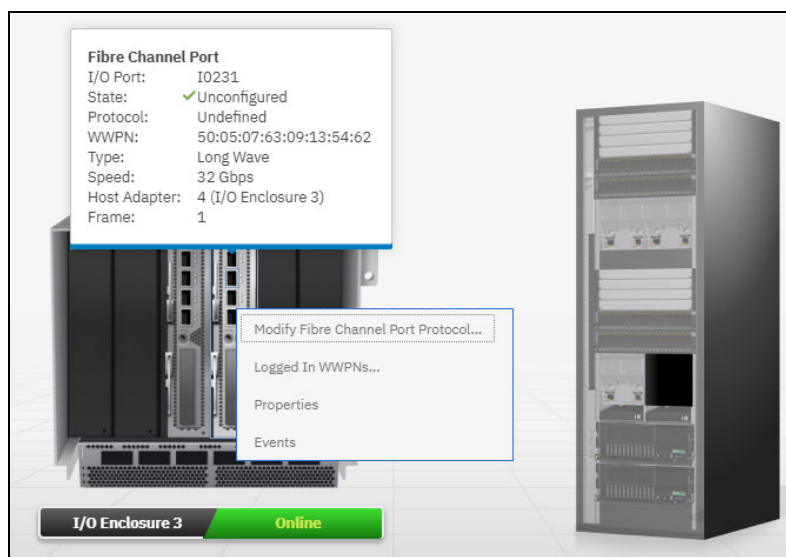 Fibre Channel Port
I/O Port: I0231
State: Unconfigured
Protocol: Undefined
WWPN: 50:05:07:63:09:13:54:62
Type: Long Wave
Speed: 32 Gbps
Host Adapter: 4 (I/O Enclosure 3)
Frame: 1
Modify Fibre Channel Port Protocol...
Logged In WWPNs...
Properties
Events
I/O Enclosure 3 Online